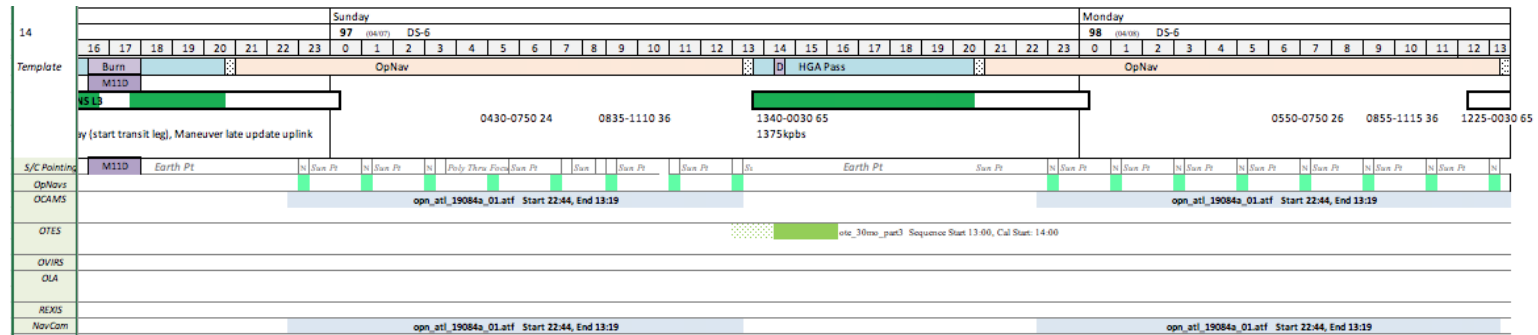 Sunday Monday
14 97 (04/07) DS-6 98 (04/08) DS-6
16 17 18 19 20 21 22 23 0 1 2 3 4 5 6 7 8 9 10 11 12 13 14 15 16 17 18 19 20 21 22 23 0 1 2 3 4 5 6 7 8 9 10 11 12 13
Template Burn OpNav D HGA Pass OpNav
M11D
NS L3
0430-0750 24 0835-1110 36 1340-0030 65 0550-0750 26 0855-1115 36 1225-0030 65
(start transit leg), Maneuver late update uplink 1375kpbs
S/C Pointing M11D Earth Pt N Sun Pt N Sun Pt N Poly Thru Focu Sun Pt Sun Sun Pt Sun Pt Su Earth Pt Sun Pt N Sun Pt N Sun Pt N Sun Pt N Sun Pt N Sun Pt N Sun Pt N Sun Pt N
OpNavs
OCAMS opn_atl_19084a_01.atf Start 22:44, End 13:19 opn_atl_19084a_01.atf Start 22:44, End 13:19
OTES ote_30mo_part3 Sequence Start 13:00, Cal Start: 14:00
OVIRS
OLA
REXIS
NavCam opn_atl_19084a_01.atf Start 22:44, End 13:19 opn_atl_19084a_01.atf Start 22:44, End 13:19